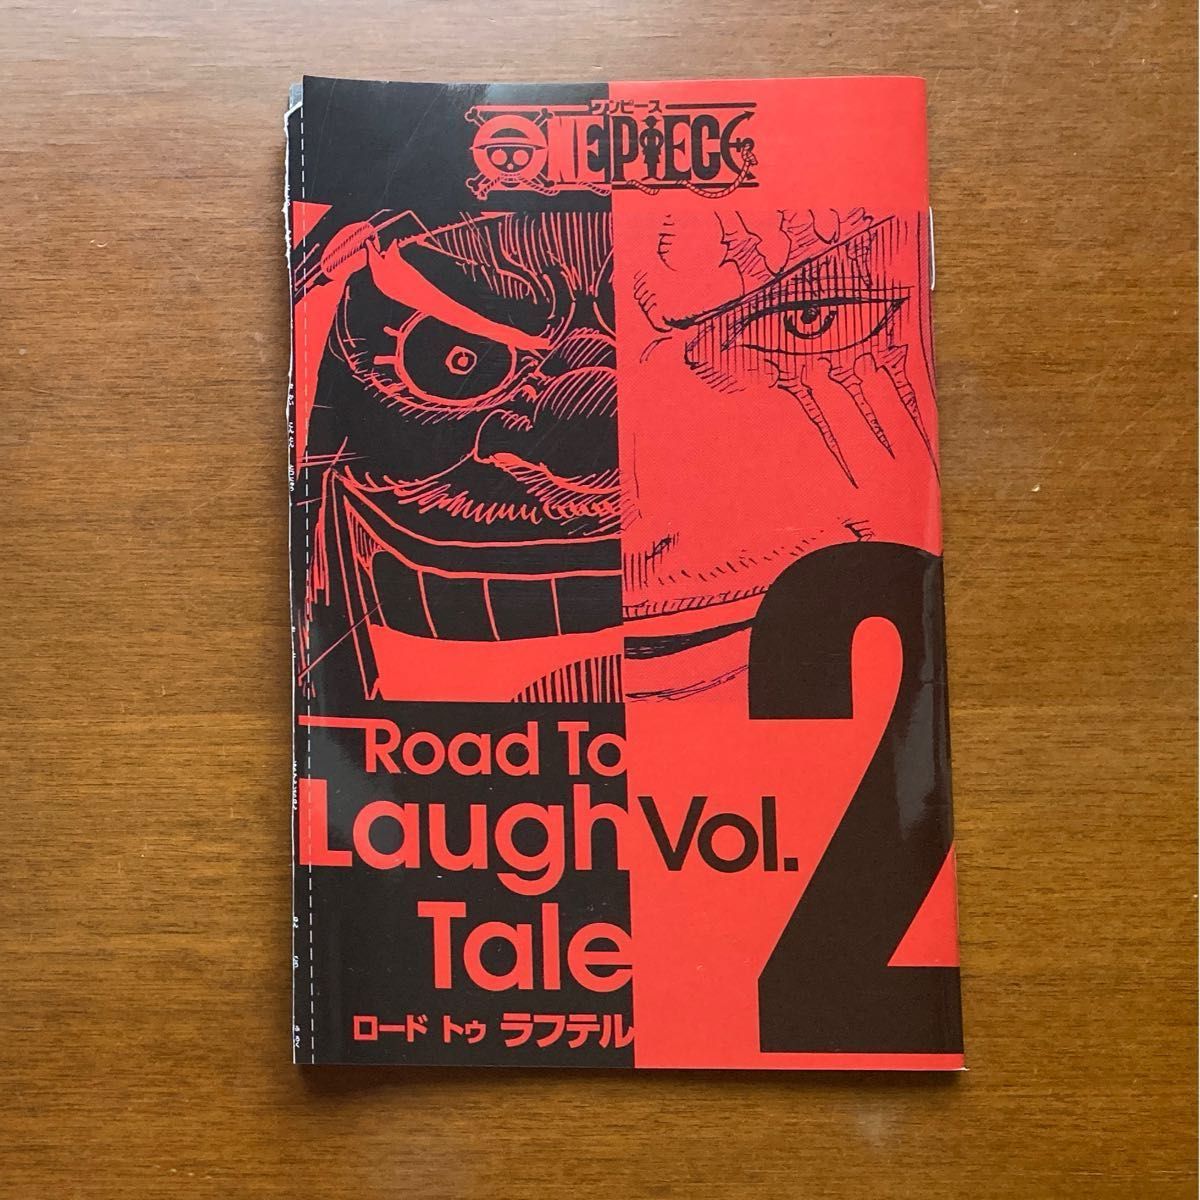 ワンピース
ONE PIECE
Road To
Laugh
Tale
Vol.2
ロード トゥ ラフテル